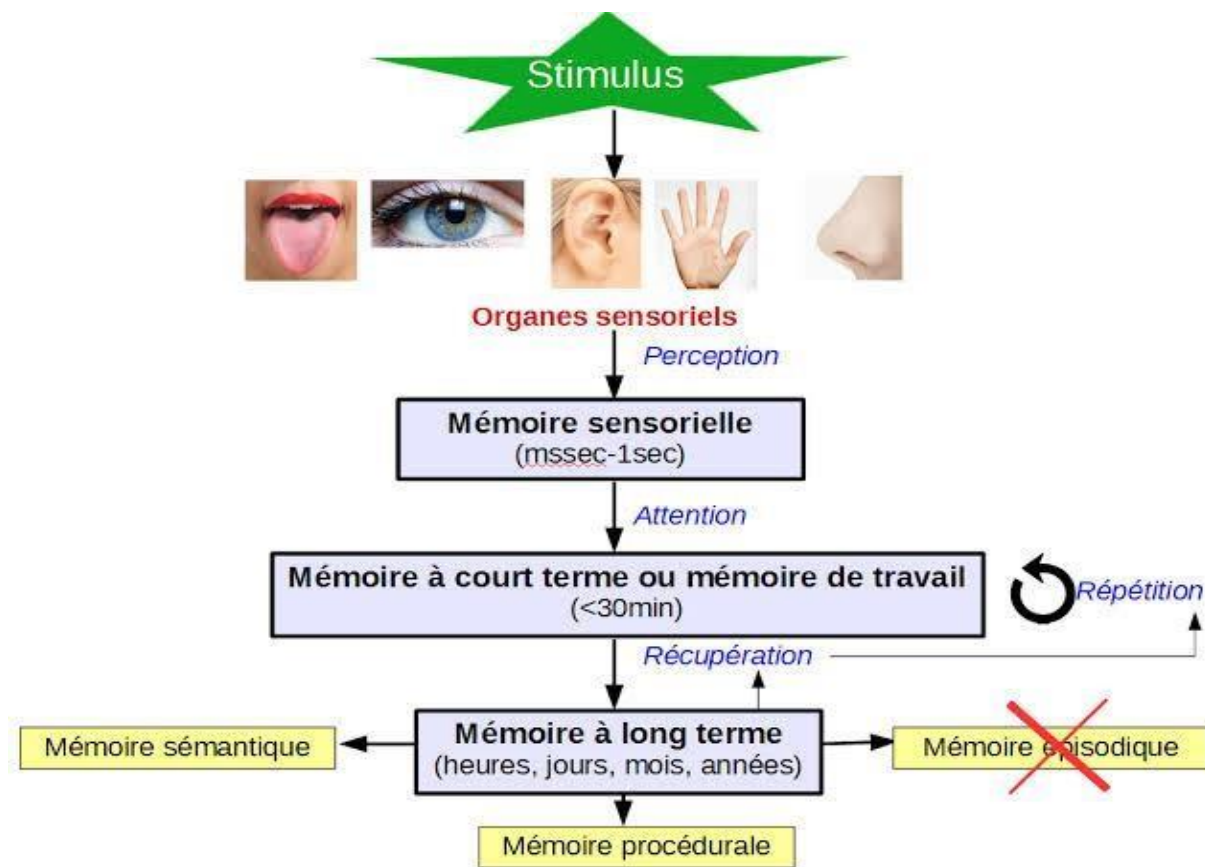 Stimulus
Organes sensoriels
Perception
Mémoire sensorielle
(mssec-1sec)
Attention
Mémoire à court terme ou mémoire de travail
(<30min)
Répétition
Récupération
Mémoire sémantique
Mémoire à long terme
(heures, jours, mois, années)
Mémoire épisodique
Mémoire procédurale